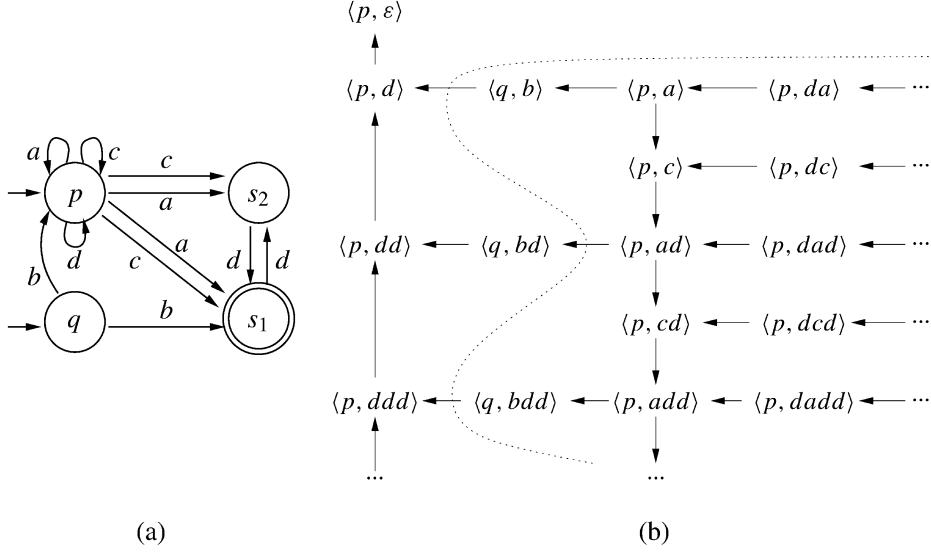 ⟨p, ε⟩
⟨p, d⟩ ⟨q, b⟩ ⟨p, a⟩ ⟨p, da⟩ ...
a c c
p a s₂
⟨p, c⟩ ⟨p, dc⟩ ...
d a d d
c
⟨p, dd⟩ ⟨q, bd⟩ ⟨p, ad⟩ ⟨p, dad⟩ ...
b
q b s₁
⟨p, cd⟩ ⟨p, dcd⟩ ...
⟨p, ddd⟩ ⟨q, bdd⟩ ⟨p, add⟩ ⟨p, dadd⟩ ...
... ...
(a) (b)